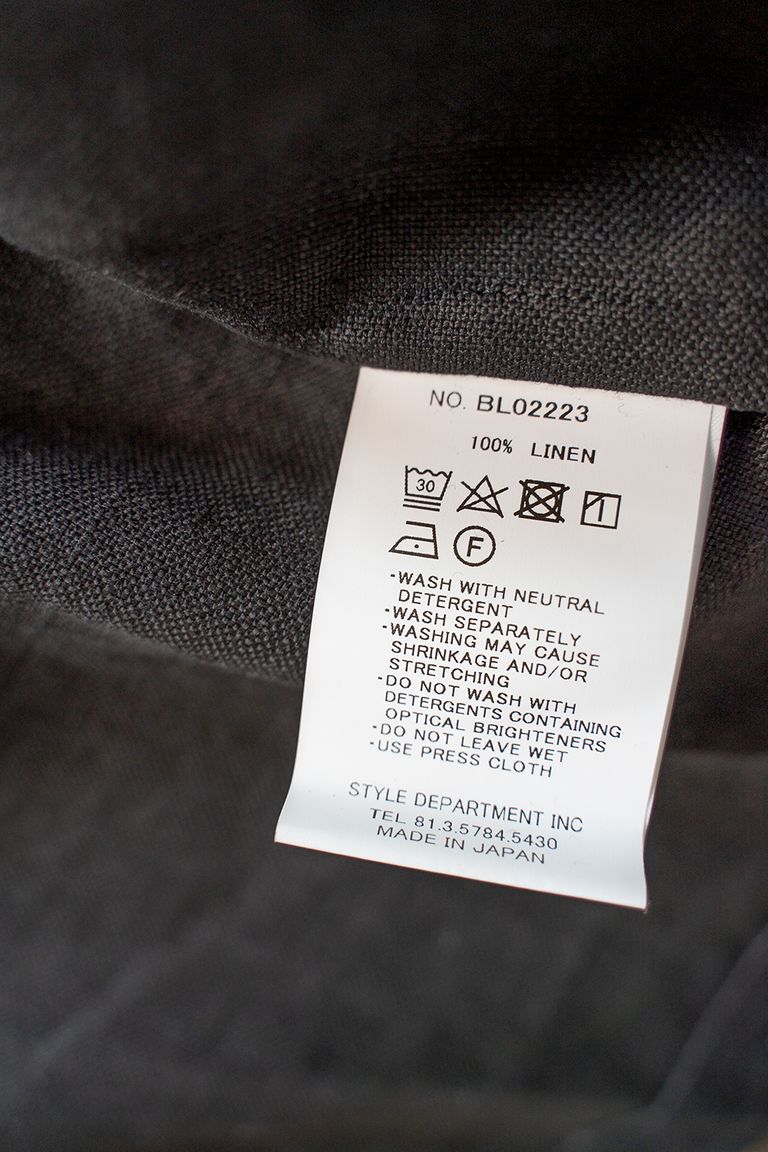 NO. BL02223
100% LINEN
30
F
·WASH WITH NEUTRAL
DETERGENT
·WASH SEPARATELY
·WASHING MAY CAUSE
SHRINKAGE AND/OR
STRETCHING
·DO NOT WASH WITH
DETERGENTS CONTAINING
OPTICAL BRIGHTENERS
·DO NOT LEAVE WET
·USE PRESS CLOTH
STYLE DEPARTMENT INC
TEL 81.3.5784.5430
MADE IN JAPAN